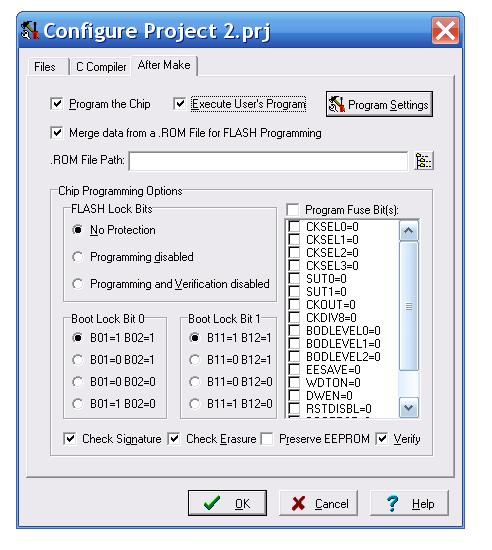 Configure Project 2.prj
Files C Compiler After Make
Program the Chip Execute User's Program Program Settings
Merge data from a .ROM File for FLASH Programming
.ROM File Path:
Chip Programming Options
FLASH Lock Bits
No Protection
Programming disabled
Programming and Verification disabled
Boot Lock Bit 0
B01=1 B02=1
B01=0 B02=1
B01=0 B02=0
B01=1 B02=0
Boot Lock Bit 1
B11=1 B12=1
B11=0 B12=1
B11=0 B12=0
B11=1 B12=0
Program Fuse Bit(s):
CKSEL0=0
CKSEL1=0
CKSEL2=0
CKSEL3=0
SUT0=0
SUT1=0
CKOUT=0
CKDIV8=0
BODLEVEL0=0
BODLEVEL1=0
BODLEVEL2=0
EESAVE=0
WDTON=0
DWEN=0
RSTDISBL=0
Check Signature Check Erasure Preserve EEPROM Verify
OK Cancel Help